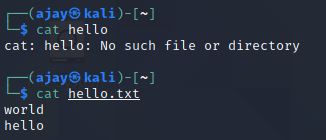 ┌──(ajay㉿kali)-[~]
└─$ cat hello
cat: hello: No such file or directory
┌──(ajay㉿kali)-[~]
└─$ cat hello.txt
world
hello